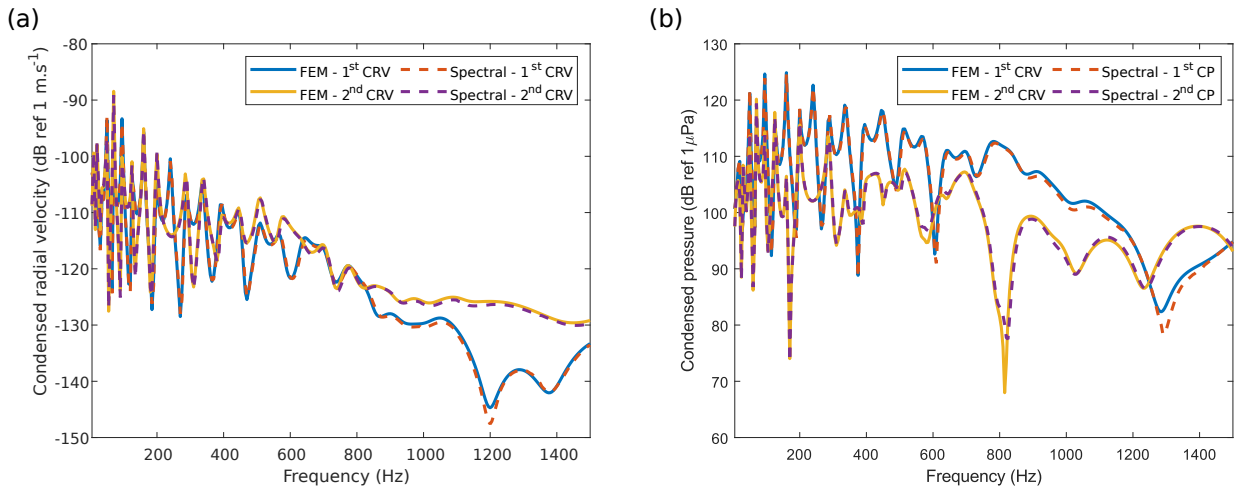 (a)
-80
-90
-100
-110
-120
-130
-140
-150
Condensed radial velocity (dB ref 1 m.s⁻¹)
FEM - 1ˢᵗ CRV
Spectral - 1ˢᵗ CRV
FEM - 2ⁿᵈ CRV
Spectral - 2ⁿᵈ CRV
200 400 600 800 1000 1200 1400
Frequency (Hz)
(b)
130
120
110
100
90
80
70
60
Condensed pressure (dB ref 1μPa)
FEM - 1ˢᵗ CRV
Spectral - 1ˢᵗ CP
FEM - 2ⁿᵈ CRV
Spectral - 2ⁿᵈ CP
200 400 600 800 1000 1200 1400
Frequency (Hz)